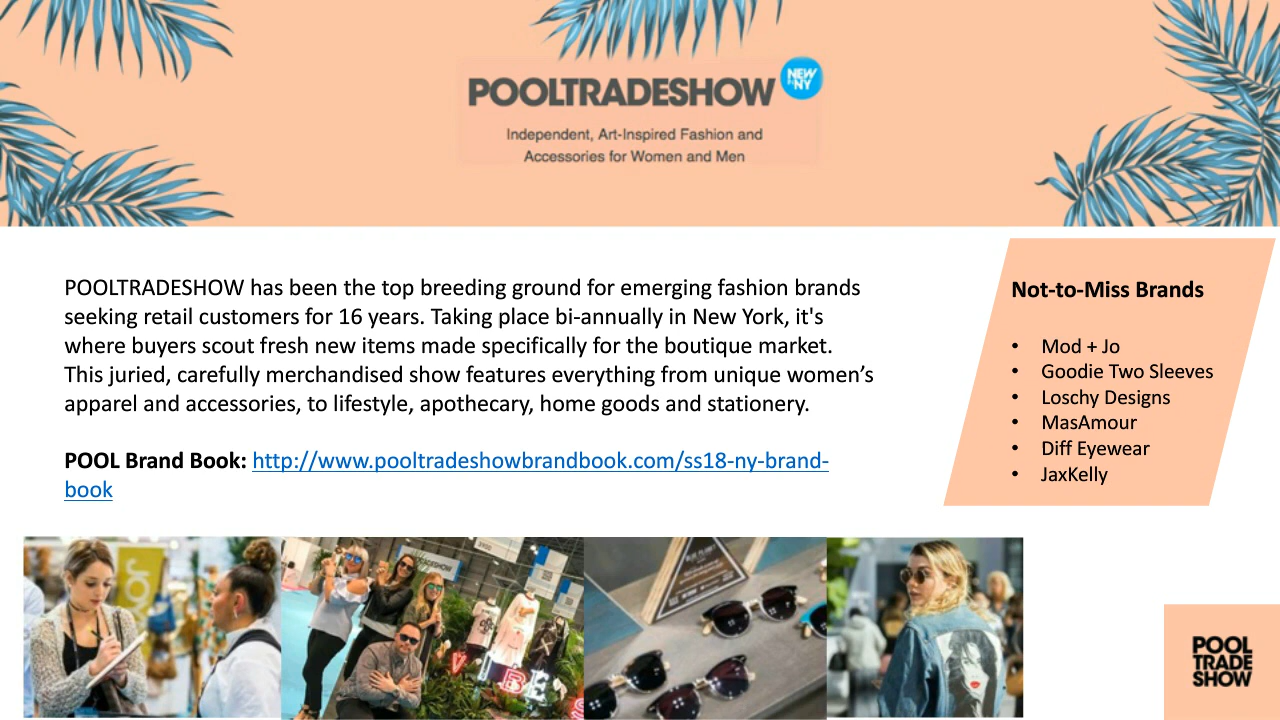 POOLTRADESHOW
NEW
NY
Independent, Art-Inspired Fashion and
Accessories for Women and Men
POOLTRADESHOW has been the top breeding ground for emerging fashion brands
seeking retail customers for 16 years. Taking place bi-annually in New York, it's
where buyers scout fresh new items made specifically for the boutique market.
This juried, carefully merchandised show features everything from unique women’s
apparel and accessories, to lifestyle, apothecary, home goods and stationery.
POOL Brand Book: http://www.pooltradeshowbrandbook.com/ss18-ny-brand-
book
Not-to-Miss Brands
• Mod + Jo
• Goodie Two Sleeves
• Loschy Designs
• MasAmour
• Diff Eyewear
• JaxKelly
VIBES
POOL
TRADE
SHOW